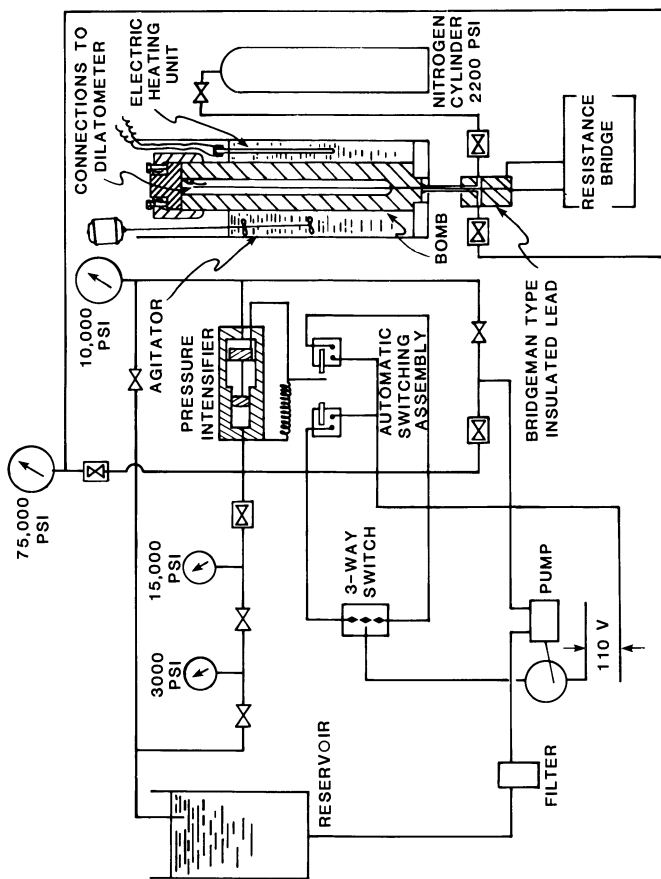 75,000
PSI
10,000
PSI
CONNECTIONS TO
DILATOMETER
ELECTRIC
HEATING
UNIT
NITROGEN
CYLINDER
2200 PSI
AGITATOR
BOMB
PRESSURE
INTENSIFIER
15,000
PSI
3000
PSI
AUTOMATIC
SWITCHING
ASSEMBLY
3-WAY
SWITCH
BRIDGEMAN TYPE
INSULATED LEAD
RESISTANCE
BRIDGE
RESERVOIR
FILTER
PUMP
110 V